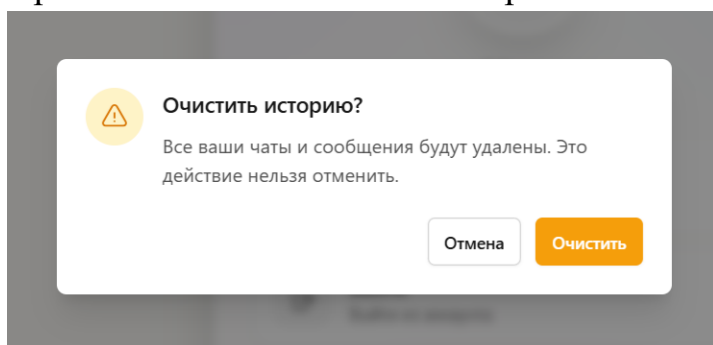 Очистить историю?
Все ваши чаты и сообщения будут удалены. Это
действие нельзя отменить.
Отмена
Очистить